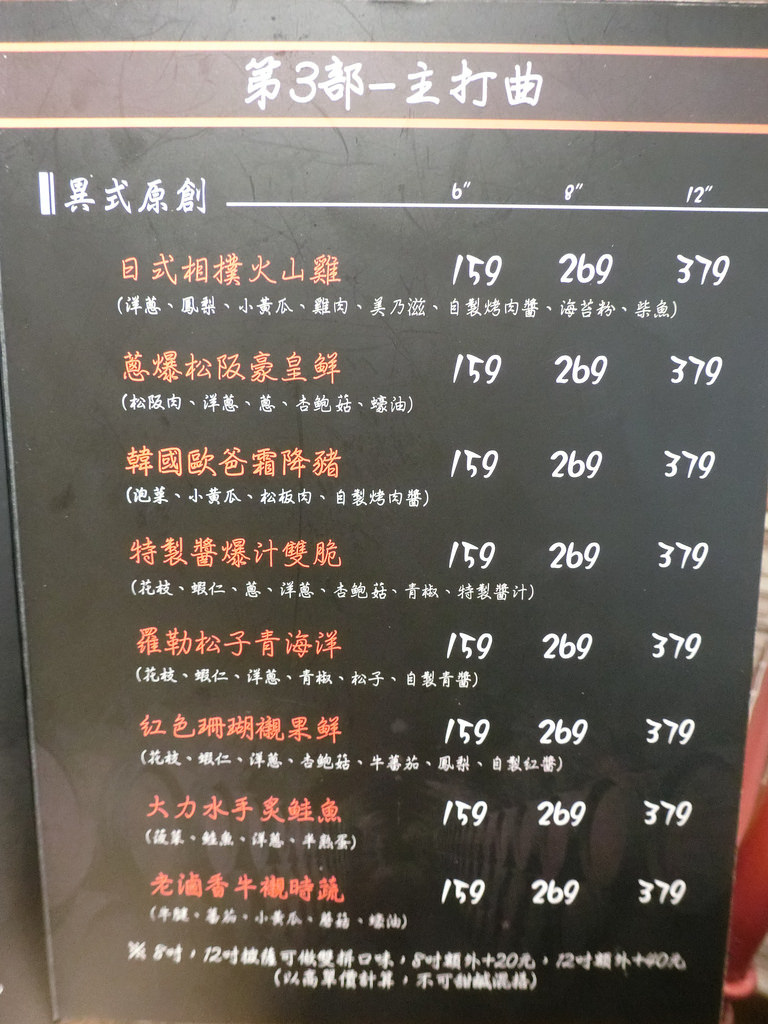 第3部-主打曲
異式原創 6" 8" 12"
日式相撲火山雞 159 269 379
(洋蔥、鳳梨、小黃瓜、雞肉、美乃滋、自製烤肉醬、海苔粉、柴魚)
蔥爆松阪豪皇鮮 159 269 379
(松阪肉、洋蔥、蔥、杏鮑菇、蠔油)
韓國歐爸霜降豬 159 269 379
(泡菜、小黃瓜、松板肉、自製烤肉醬)
特製醬爆汁雙脆 159 269 379
(花枝、蝦仁、蔥、洋蔥、杏鮑菇、青椒、特製醬汁)
羅勒松子青海洋 159 269 379
(花枝、蝦仁、洋蔥、青椒、松子、自製青醬)
红色珊瑚襯果鮮 159 269 379
(花枝、蝦仁、洋蔥、杏鮑菇、牛蕃茄、鳳梨、自製紅醬)
大力水手炙鮭魚 159 269 379
(菠菜、鮭魚、洋蔥、半熟蛋)
老滷香牛襯時蔬 159 269 379
(牛腱、蕃茄、小黃瓜、蘑菇、蠔油)
※ 8吋，12吋披薩可做雙拼口味，8吋額外+20元，12吋額外+40元
(以高單價計算，不可甜鹹混搭)